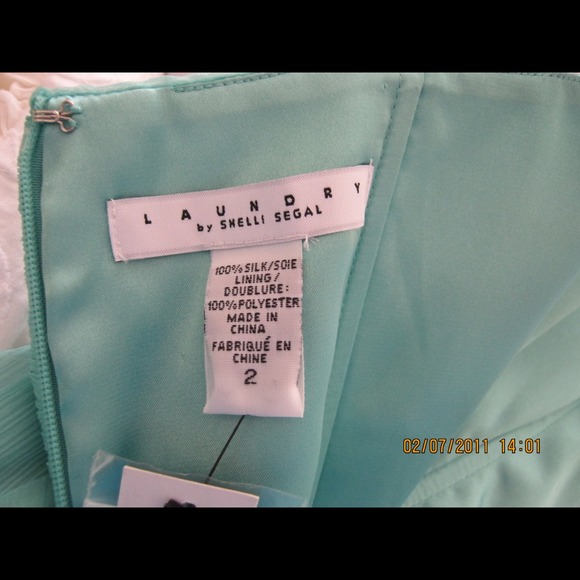 LAUNDRY
by SHELLI SEGAL
100% SILK/SOIE
LINING/
DOUBLURE:
100% POLYESTER
MADE IN
CHINA
FABRIQUÉ EN
CHINE
2
02/07/2011 14:01